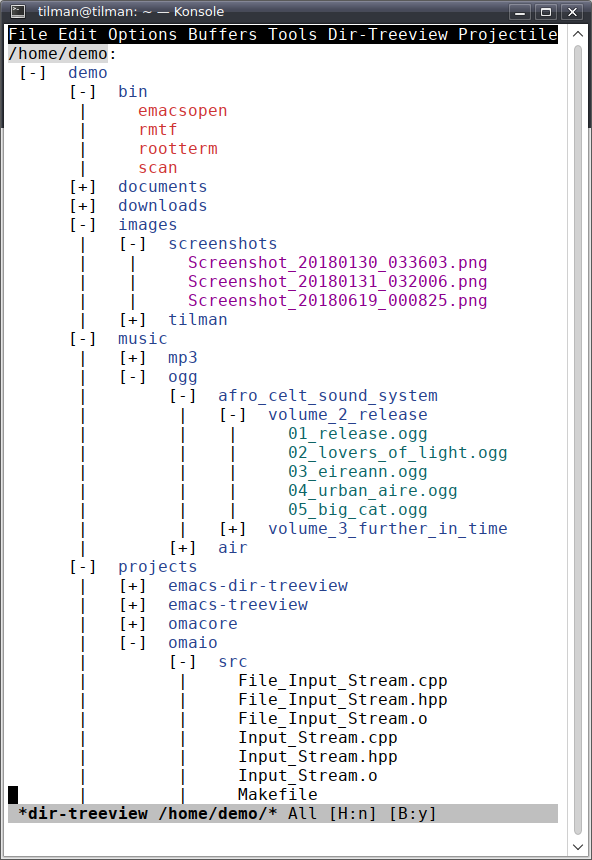 tilman@tilman: ~ — Konsole
File Edit Options Buffers Tools Dir-Treeview Projectile
/home/demo:
[-] demo
[-] bin
| emacsopen
| rmtf
| rootterm
| scan
[+] documents
[+] downloads
[-] images
| [-] screenshots
| | Screenshot_20180130_033603.png
| | Screenshot_20180131_032006.png
| | Screenshot_20180619_000825.png
| [+] tilman
[-] music
| [+] mp3
| [-] ogg
| [-] afro_celt_sound_system
| | [-] volume_2_release
| | | 01_release.ogg
| | | 02_lovers_of_light.ogg
| | | 03_eireann.ogg
| | | 04_urban_aire.ogg
| | | 05_big_cat.ogg
| | [+] volume_3_further_in_time
| [+] air
[-] projects
| [+] emacs-dir-treeview
| [+] emacs-treeview
| [+] omacore
| [-] omaio
| [-] src
| | File_Input_Stream.cpp
| | File_Input_Stream.hpp
| | File_Input_Stream.o
| | Input_Stream.cpp
| | Input_Stream.hpp
| | Input_Stream.o
| | Makefile
*dir-treeview /home/demo/* All [H:n] [B:y]